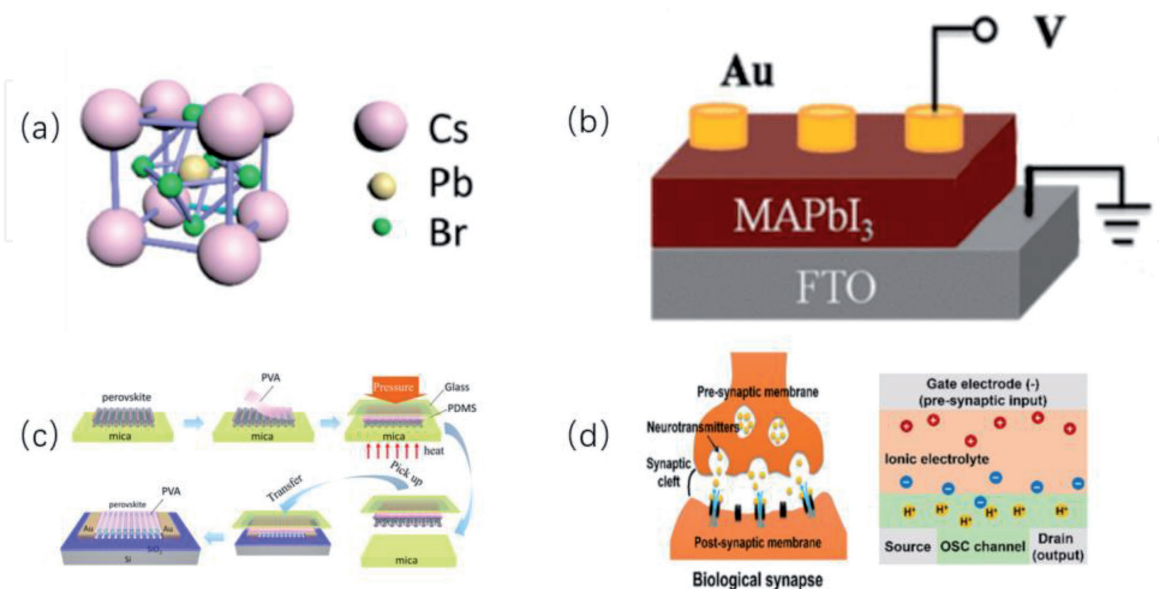 (a)
Cs
Pb
Br
(b)
Au
V
MAPbI₃
FTO
(c)
perovskite
mica
PVA
mica
Pressure
Glass
PDMS
mica
heat
Pick up
Transfer
mica
perovskite
PVA
Au
Au
SiO₂
Si
(d)
Pre-synaptic membrane
Neurotransmitters
Synaptic
cleft
Post-synaptic membrane
Biological synapse
Gate electrode (-)
(pre-synaptic input)
+ + + + + +
Ionic electrolyte
- - - - - -
H⁺ H⁺ H⁺ H⁺ H⁺ H⁺
Source
OSC channel
Drain
(output)